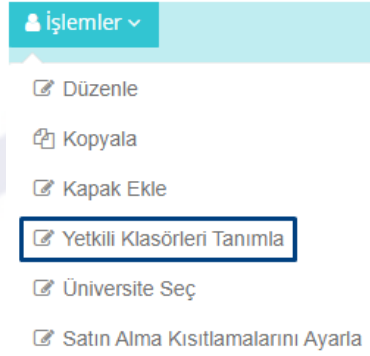 İşlemler
Düzenle
Kopyala
Kapak Ekle
Yetkili Klasörleri Tanımla
Üniversite Seç
Satın Alma Kısıtlamalarını Ayarla